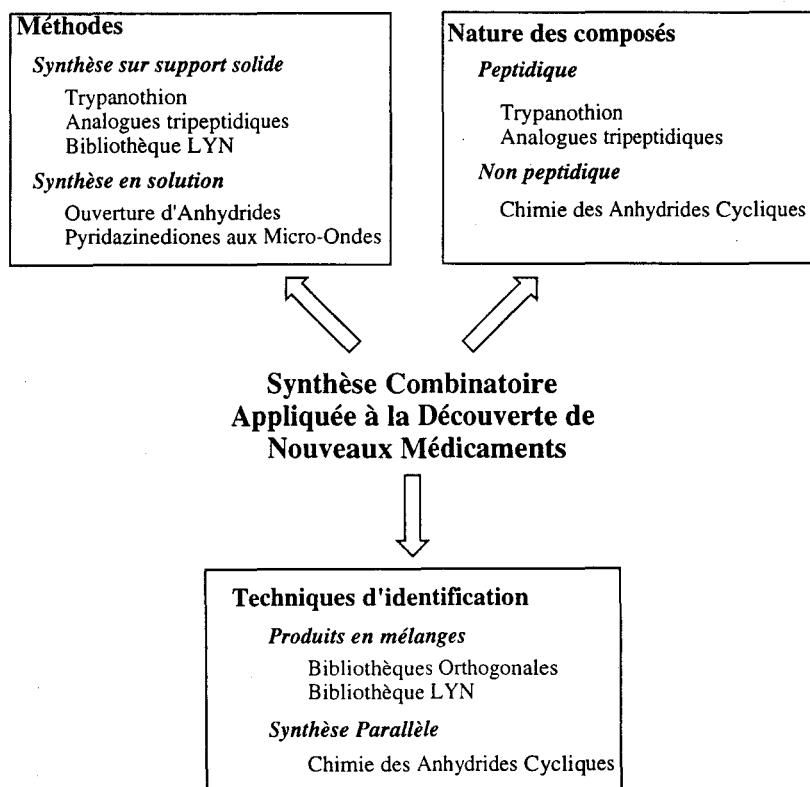 Méthodes
Synthèse sur support solide
Trypanothion
Analogues tripeptidiques
Bibliothèque LYN
Synthèse en solution
Ouverture d'Anhydrides
Pyridazinediones aux Micro-Ondes
Nature des composés
Peptidique
Trypanothion
Analogues tripeptidiques
Non peptidique
Chimie des Anhydrides Cycliques
Synthèse Combinatoire
Appliquée à la Découverte de
Nouveaux Médicaments
Techniques d'identification
Produits en mélanges
Bibliothèques Orthogonales
Bibliothèque LYN
Synthèse Parallèle
Chimie des Anhydrides Cycliques